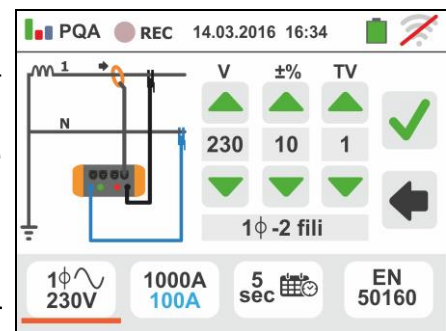 PQA REC 14.03.2016 16:34
1 V ±% TV
N
230 10 1
1ϕ -2 fili
1ϕ 1000A 5 EN
230V 100A sec 50160